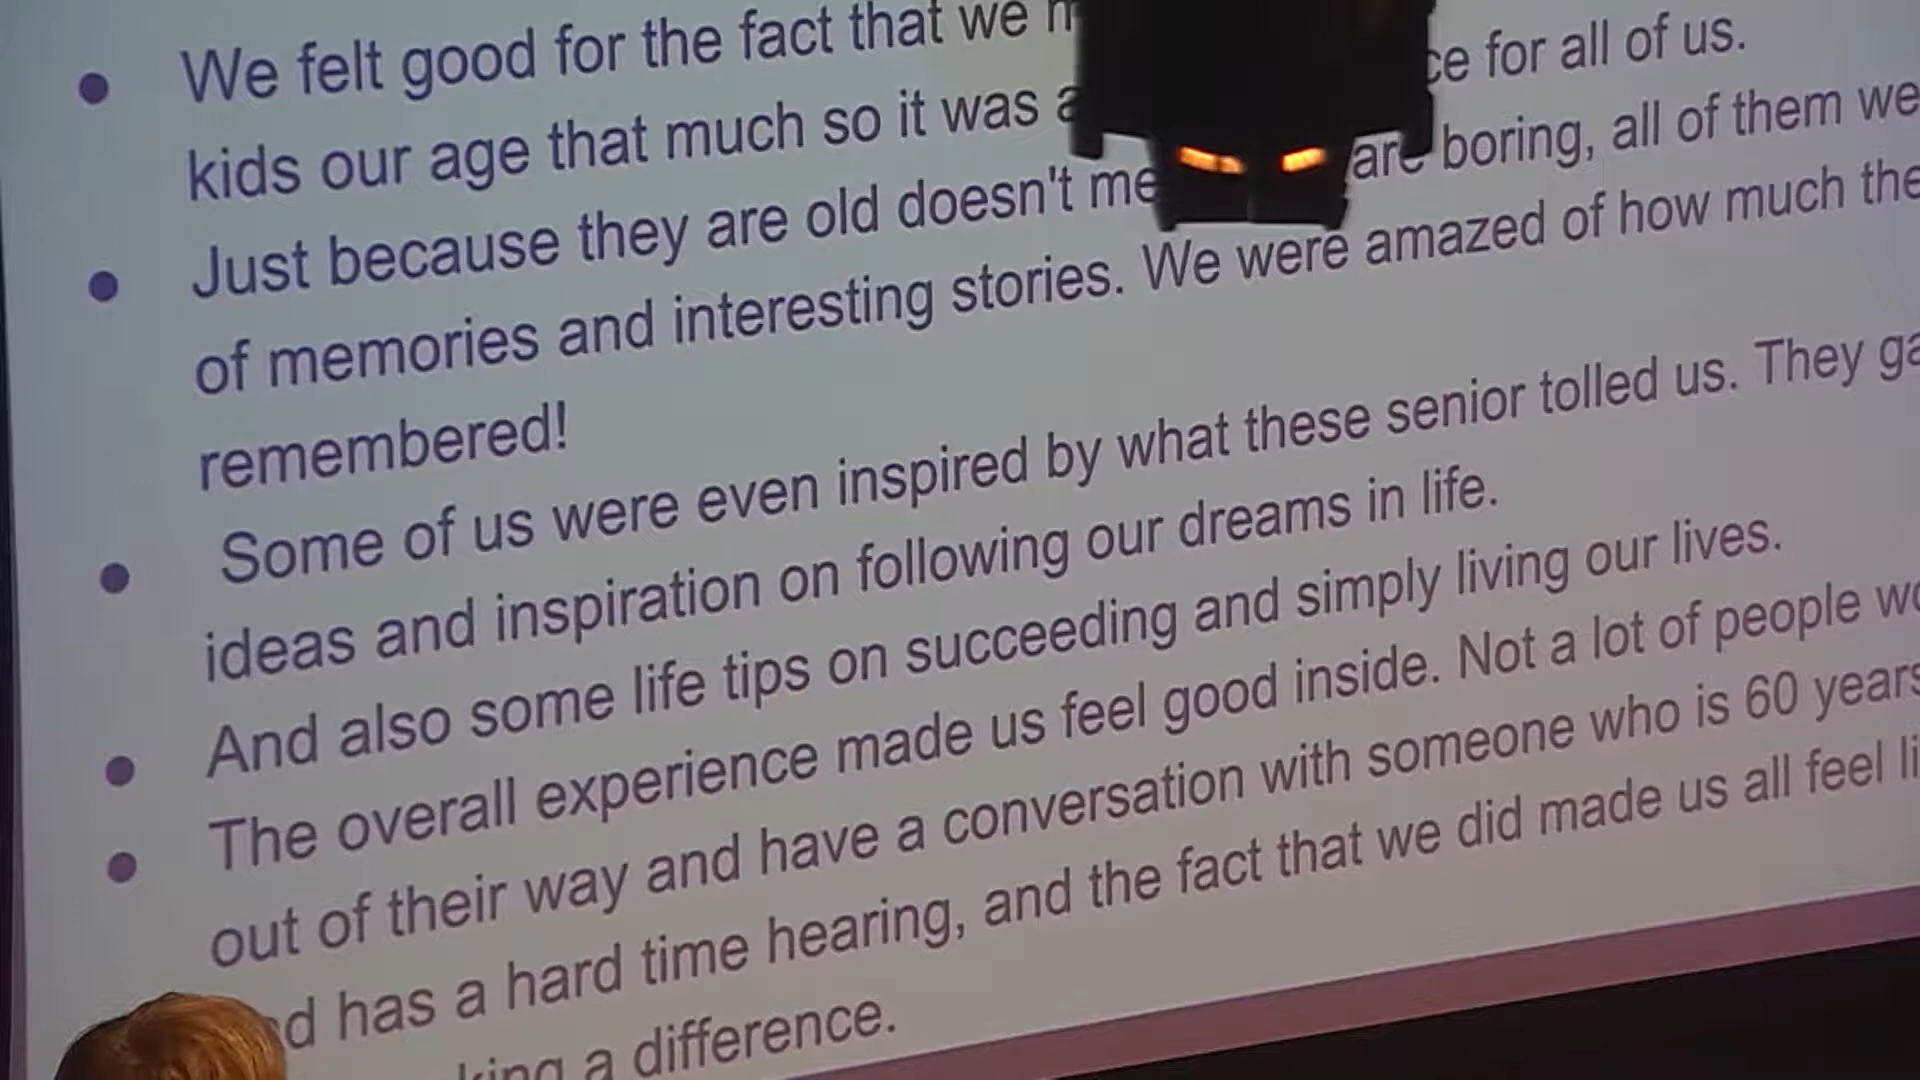 We felt good for the fact that we
kids our age that much so it was for all of us.
Just because they are old doesn't are boring, all of them
of memories and interesting stories. We were amazed of how much
remembered!
Some of us were even inspired by what these senior tolled us. They
ideas and inspiration on following our dreams in life.
And also some life tips on succeeding and simply living our lives.
The overall experience made us feel good inside. Not a lot of people
out of their way and have a conversation with someone who is 60 years
has a hard time hearing, and the fact that we did made us all feel
a difference.